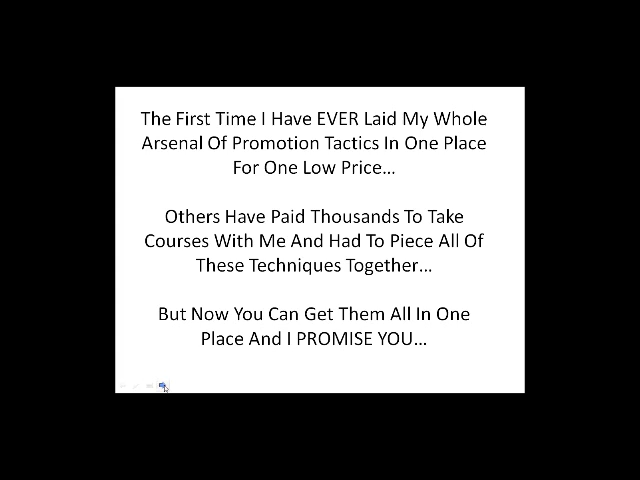 The First Time I Have EVER Laid My Whole
Arsenal Of Promotion Tactics In One Place
For One Low Price…
Others Have Paid Thousands To Take
Courses With Me And Had To Piece All Of
These Techniques Together…
But Now You Can Get Them All In One
Place And I PROMISE YOU…